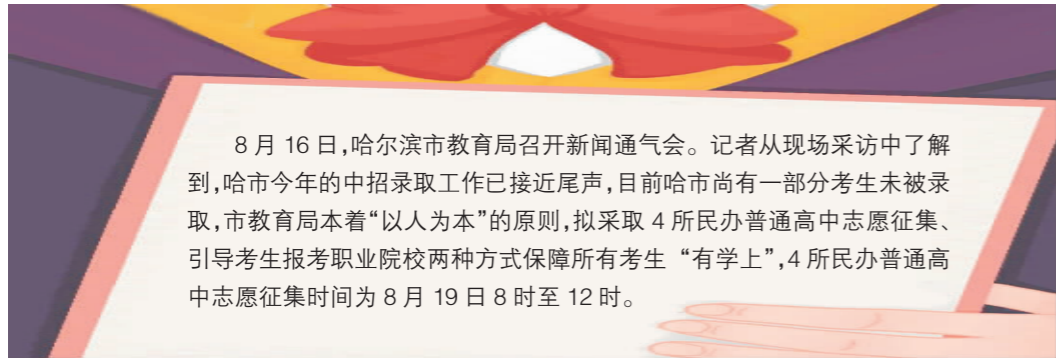 8 月 16 日,哈尔滨市教育局召开新闻通气会。记者从现场采访中了解
到,哈市今年的中招录取工作已接近尾声,目前哈市尚有一部分考生未被录
取,市教育局本着“以人为本”的原则,拟采取 4 所民办普通高中志愿征集、
引导考生报考职业院校两种方式保障所有考生 “有学上”,4 所民办普通高
中志愿征集时间为 8 月 19 日 8 时至 12 时。